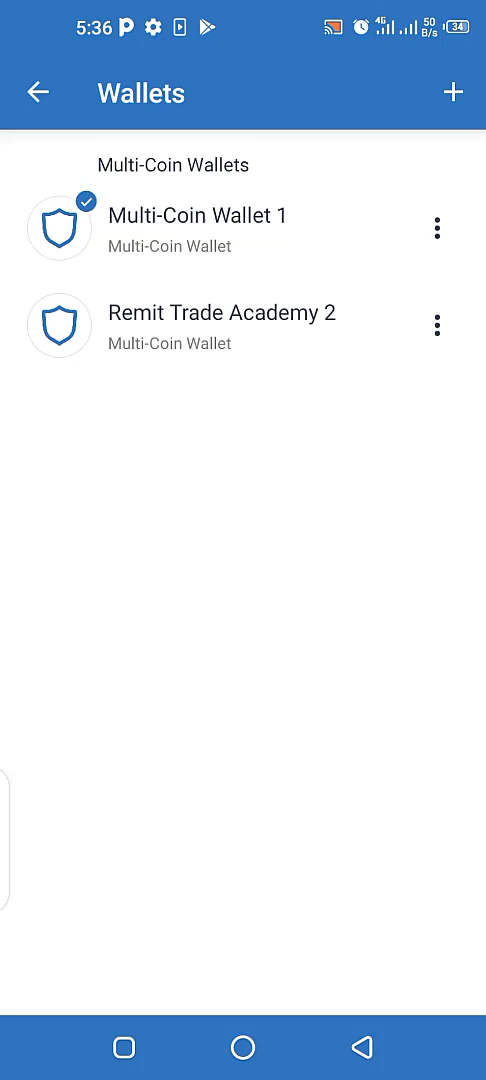 5:36
4G 50 B/s 34
Wallets
Multi-Coin Wallets
Multi-Coin Wallet 1
Multi-Coin Wallet
Remit Trade Academy 2
Multi-Coin Wallet